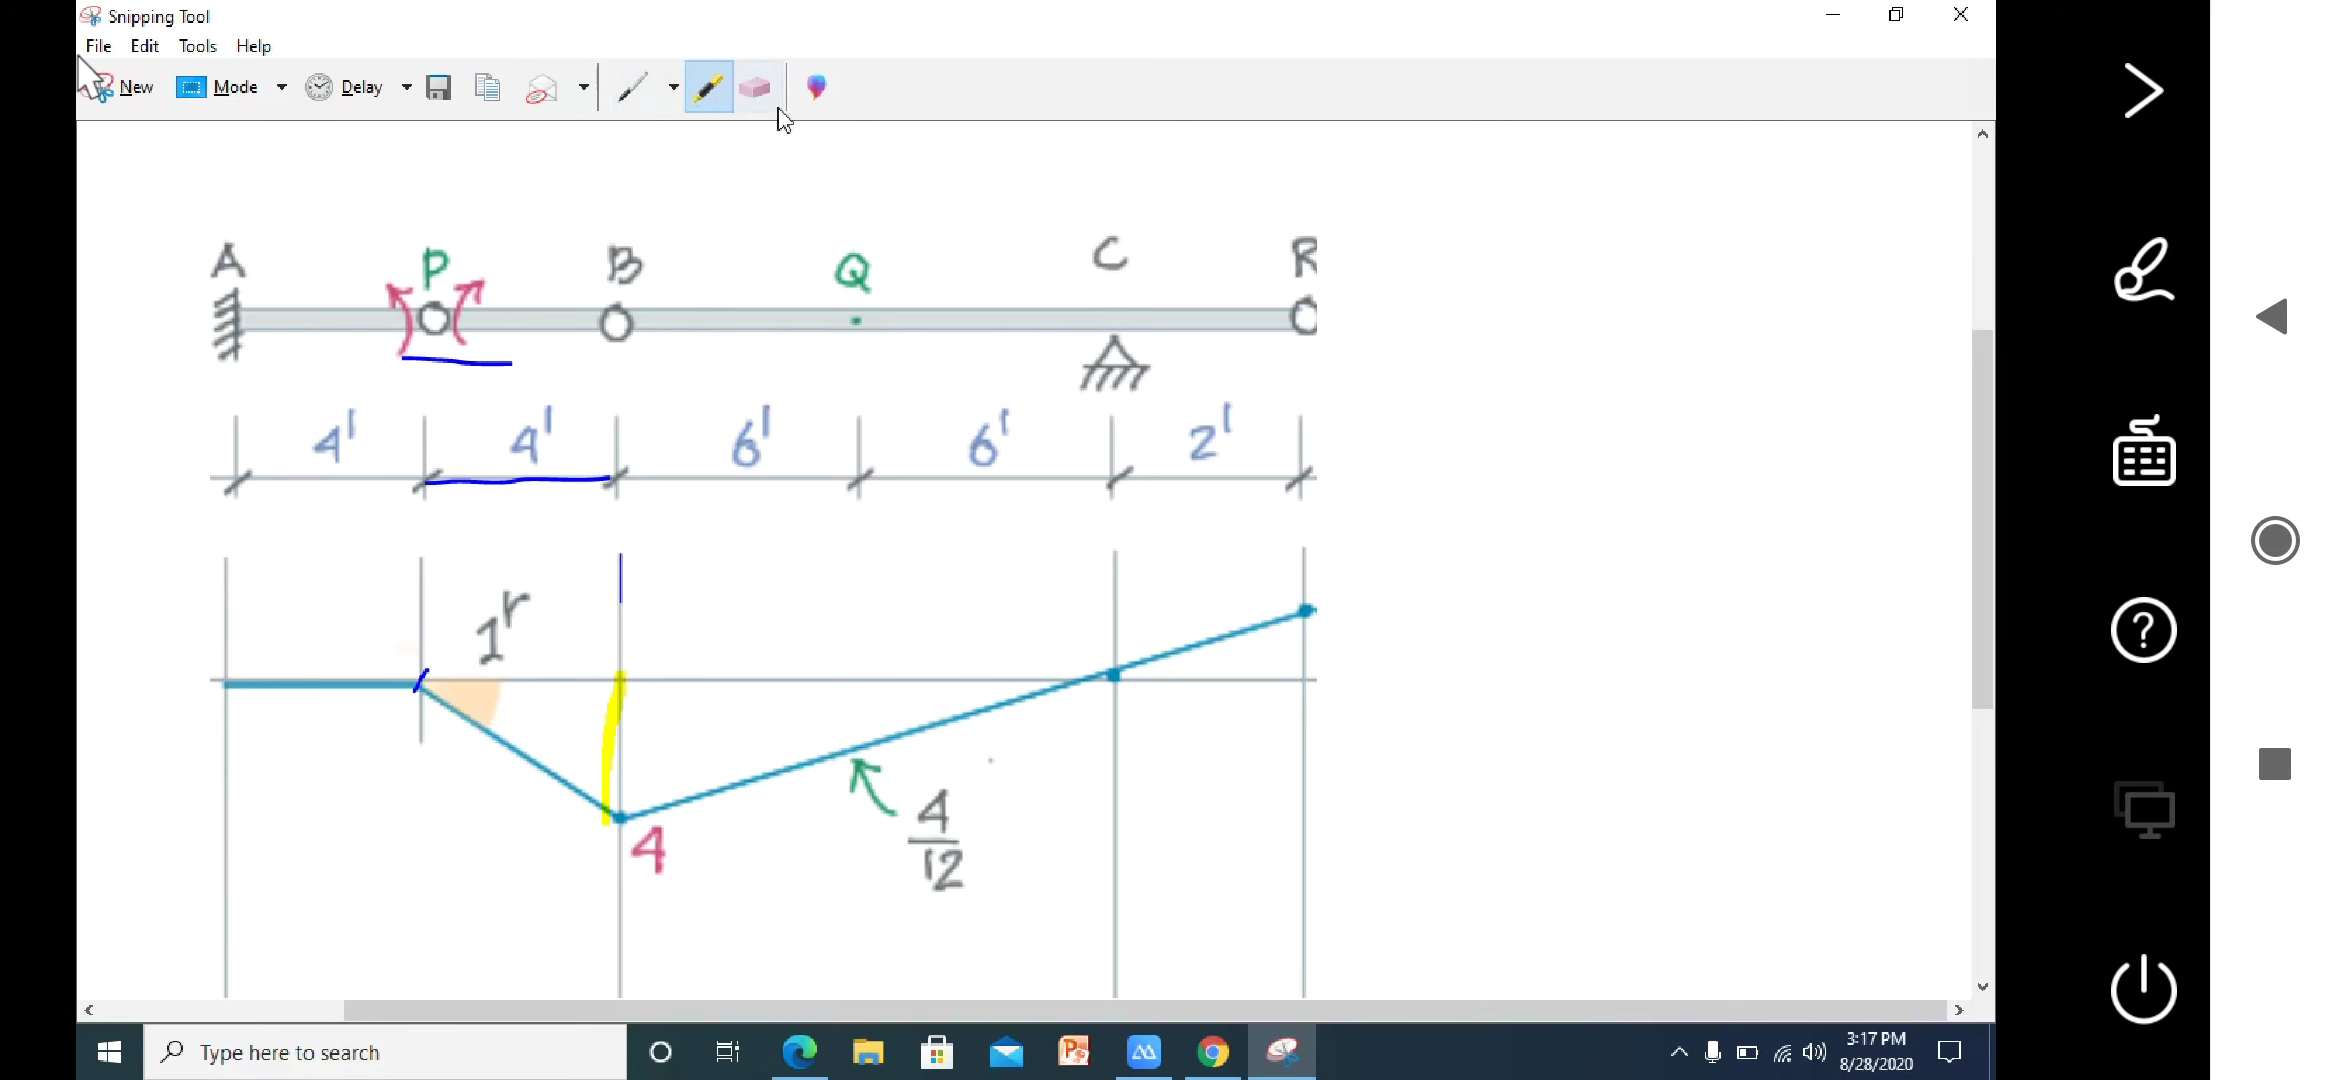 Snipping Tool
File Edit Tools Help
New Mode Delay
A P B Q C R
4' 4' 6' 6' 2'
1r
4
4
12
Type here to search
3:17 PM
8/28/2020